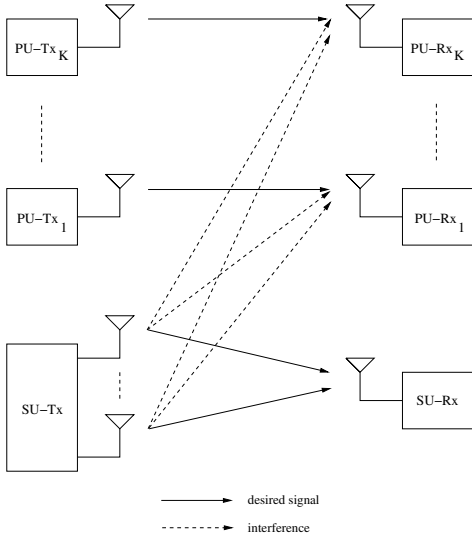 PU–Tx K
PU–Rx K
PU–Tx 1
PU–Rx 1
SU–Tx
SU–Rx
desired signal
interference